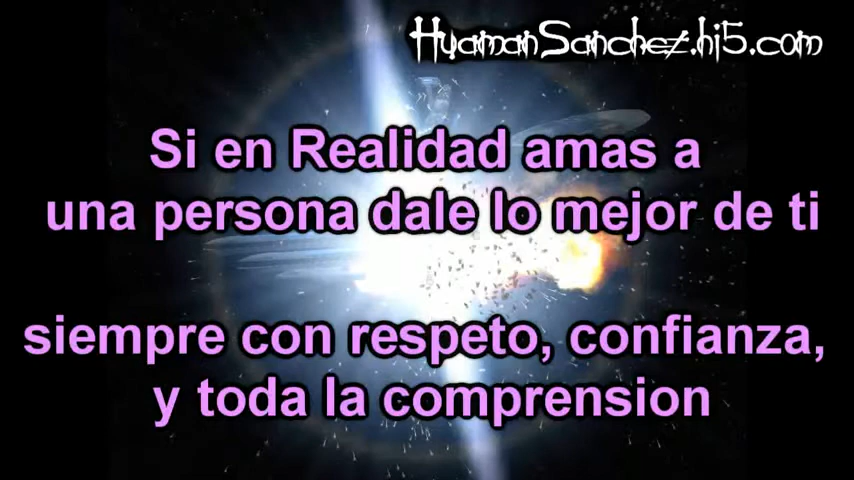 HyamanSanchez.hi5.com
Si en Realidad amas a
una persona dale lo mejor de ti
siempre con respeto, confianza,
y toda la comprension